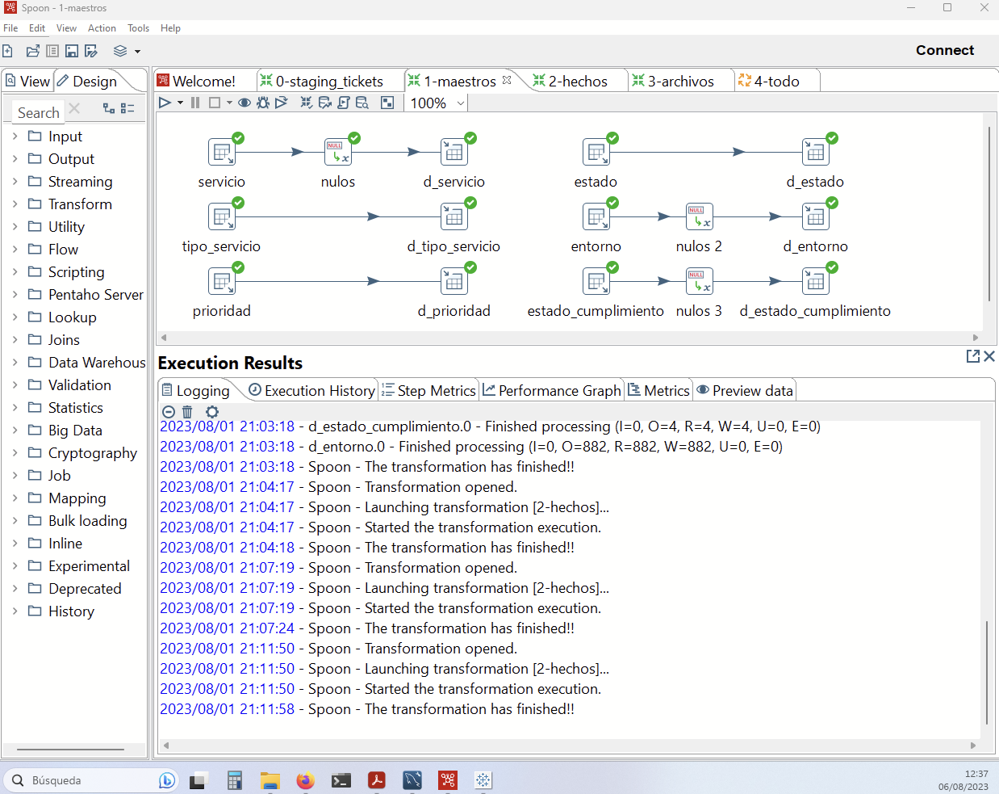 Spoon - 1-maestros
File Edit View Action Tools Help
Connect
View Design
Welcome! 0-staging_tickets 1-maestros 2-hechos 3-archivos 4-todo
100%
Search
Input
Output
Streaming
Transform
Utility
Flow
Scripting
Pentaho Server
Lookup
Joins
Data Warehous
Validation
Statistics
Big Data
Cryptography
Job
Mapping
Bulk loading
Inline
Experimental
Deprecated
History
NULL x
servicio nulos d_servicio estado d_estado
NULL x
tipo_servicio d_tipo_servicio entorno nulos 2 d_entorno
NULL x
prioridad d_prioridad estado_cumplimiento nulos 3 d_estado_cumplimiento
Execution Results
Logging Execution History Step Metrics Performance Graph Metrics Preview data
2023/08/01 21:03:18 - d_estado_cumplimiento.0 - Finished processing (I=0, O=4, R=4, W=4, U=0, E=0)
2023/08/01 21:03:18 - d_entorno.0 - Finished processing (I=0, O=882, R=882, W=882, U=0, E=0)
2023/08/01 21:03:18 - Spoon - The transformation has finished!!
2023/08/01 21:04:17 - Spoon - Transformation opened.
2023/08/01 21:04:17 - Spoon - Launching transformation [2-hechos]...
2023/08/01 21:04:17 - Spoon - Started the transformation execution.
2023/08/01 21:04:18 - Spoon - The transformation has finished!!
2023/08/01 21:07:19 - Spoon - Transformation opened.
2023/08/01 21:07:19 - Spoon - Launching transformation [2-hechos]...
2023/08/01 21:07:19 - Spoon - Started the transformation execution.
2023/08/01 21:07:24 - Spoon - The transformation has finished!!
2023/08/01 21:11:50 - Spoon - Transformation opened.
2023/08/01 21:11:50 - Spoon - Launching transformation [2-hechos]...
2023/08/01 21:11:50 - Spoon - Started the transformation execution.
2023/08/01 21:11:58 - Spoon - The transformation has finished!!
Búsqueda
12:37
06/08/2023